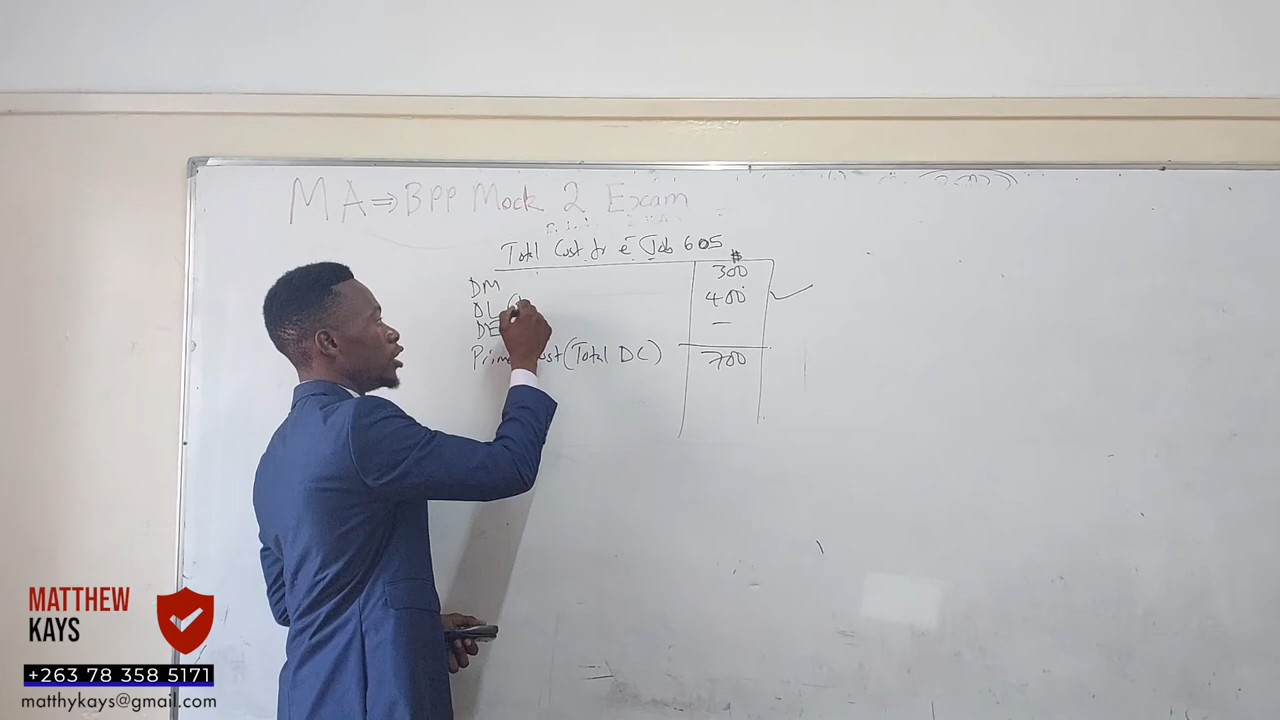 MA⇒BPP Mock 2 Exam
Total Cost fr ē Job 605
$
DM 300
DL 400
DE –
Prime Cost (Total DC) 700
MATTHEW
KAYS
+263 78 358 5171
matthykays@gmail.com